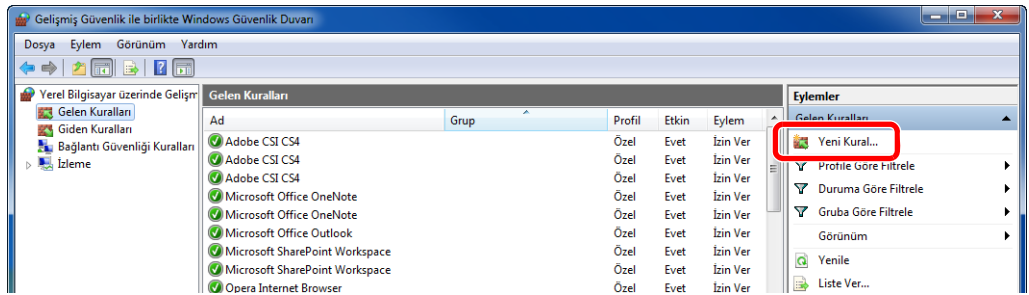 Gelişmiş Güvenlik ile birlikte Windows Güvenlik Duvarı
Dosya Eylem Görünüm Yardım
Yerel Bilgisayar üzerinde Gelişm
Gelen Kuralları
Giden Kuralları
Bağlantı Güvenliği Kuralları
İzleme
Gelen Kuralları
Ad Grup Profil Etkin Eylem
Adobe CSI CS4 Özel Evet İzin Ver
Adobe CSI CS4 Özel Evet İzin Ver
Adobe CSI CS4 Özel Evet İzin Ver
Microsoft Office OneNote Özel Evet İzin Ver
Microsoft Office OneNote Özel Evet İzin Ver
Microsoft Office Outlook Özel Evet İzin Ver
Microsoft SharePoint Workspace Özel Evet İzin Ver
Microsoft SharePoint Workspace Özel Evet İzin Ver
Opera Internet Browser Özel Evet İzin Ver
Eylemler
Gelen Kuralları
Yeni Kural...
Profile Göre Filtrele
Duruma Göre Filtrele
Gruba Göre Filtrele
Görünüm
Yenile
Liste Ver...